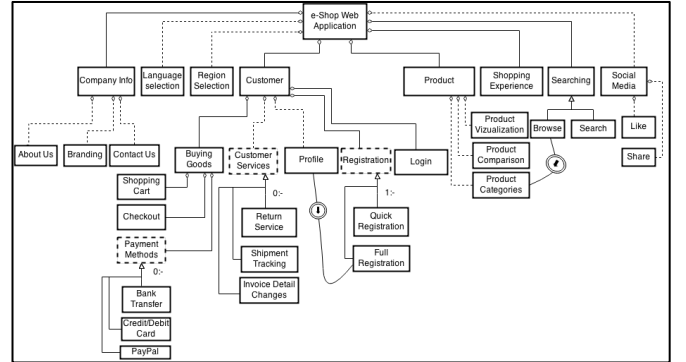 e-Shop Web
Application
Company Info
Language
selection
Region
Selection
Customer
Product
Shopping
Experience
Searching
Social
Media
About Us
Branding
Contact Us
Buying
Goods
Customer
Services
Profile
Registration
Login
Product
Vizualization
Browse
Search
Like
Product
Comparison
Share
Product
Categories
Shopping
Cart
Checkout
Payment
Methods
0:-
Bank
Transfer
Credit/Debit
Card
PayPal
0:-
Return
Service
Shipment
Tracking
Invoice Detail
Changes
1:-
Quick
Registration
Full
Registration